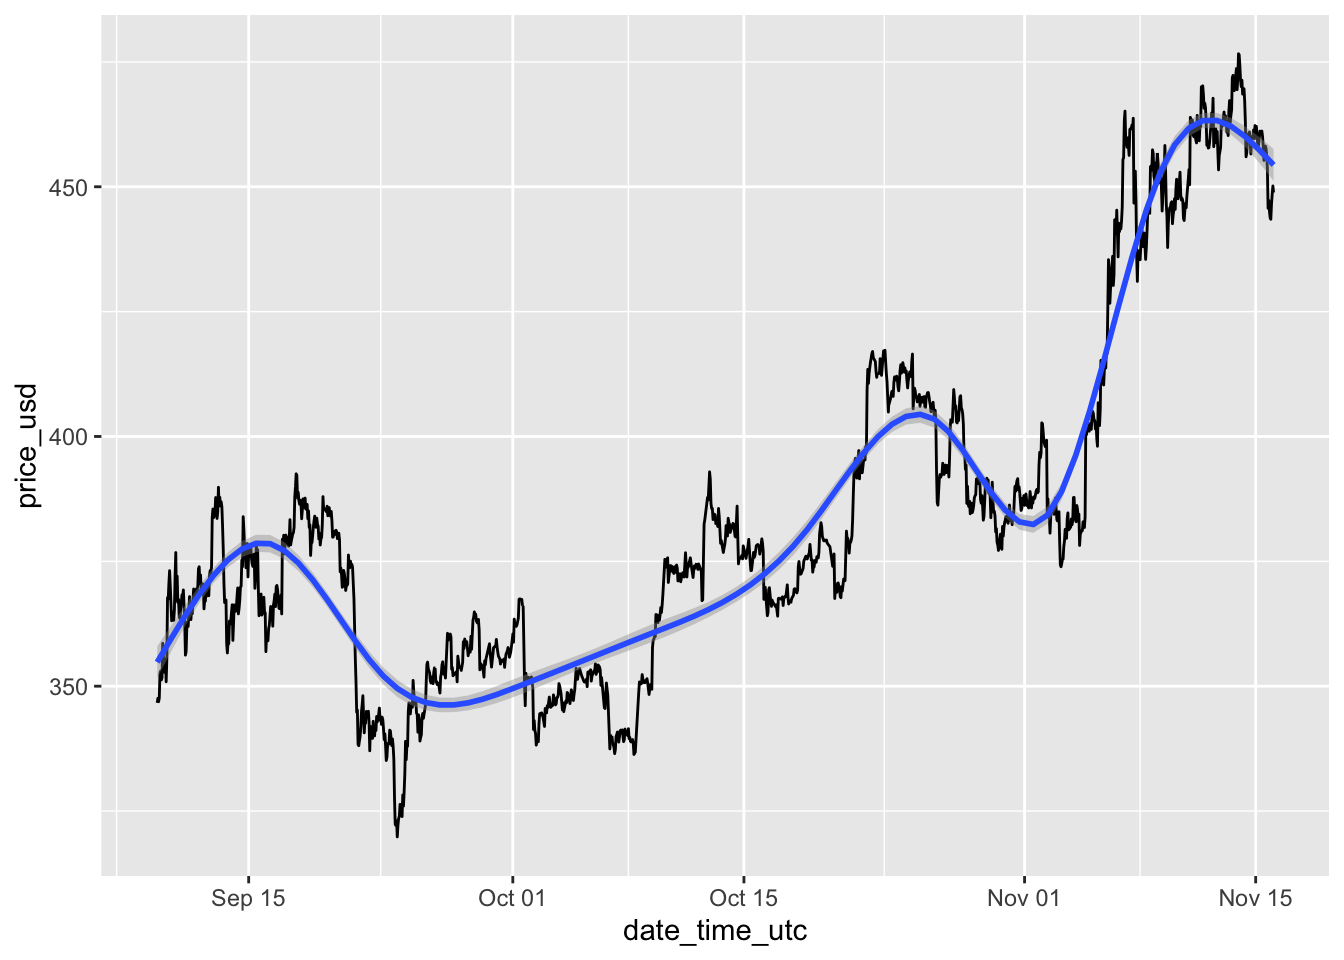 price_usd
450
400
350
Sep 15
Oct 01
Oct 15
Nov 01
Nov 15
date_time_utc